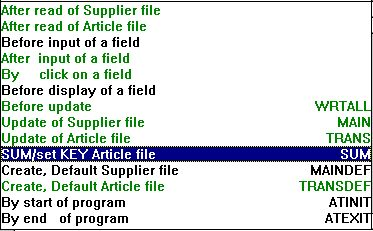 After read of Supplier file
After read of Article file
Before input of a field
After input of a field
By click on a field
Before display of a field
Before update WRTALL
Update of Supplier file MAIN
Update of Article file TRANS
SUM/set KEY Article file SUM
Create, Default Supplier file MAINDEF
Create, Default Article file TRANSDEF
By start of program ATINIT
By end of program ATEXIT